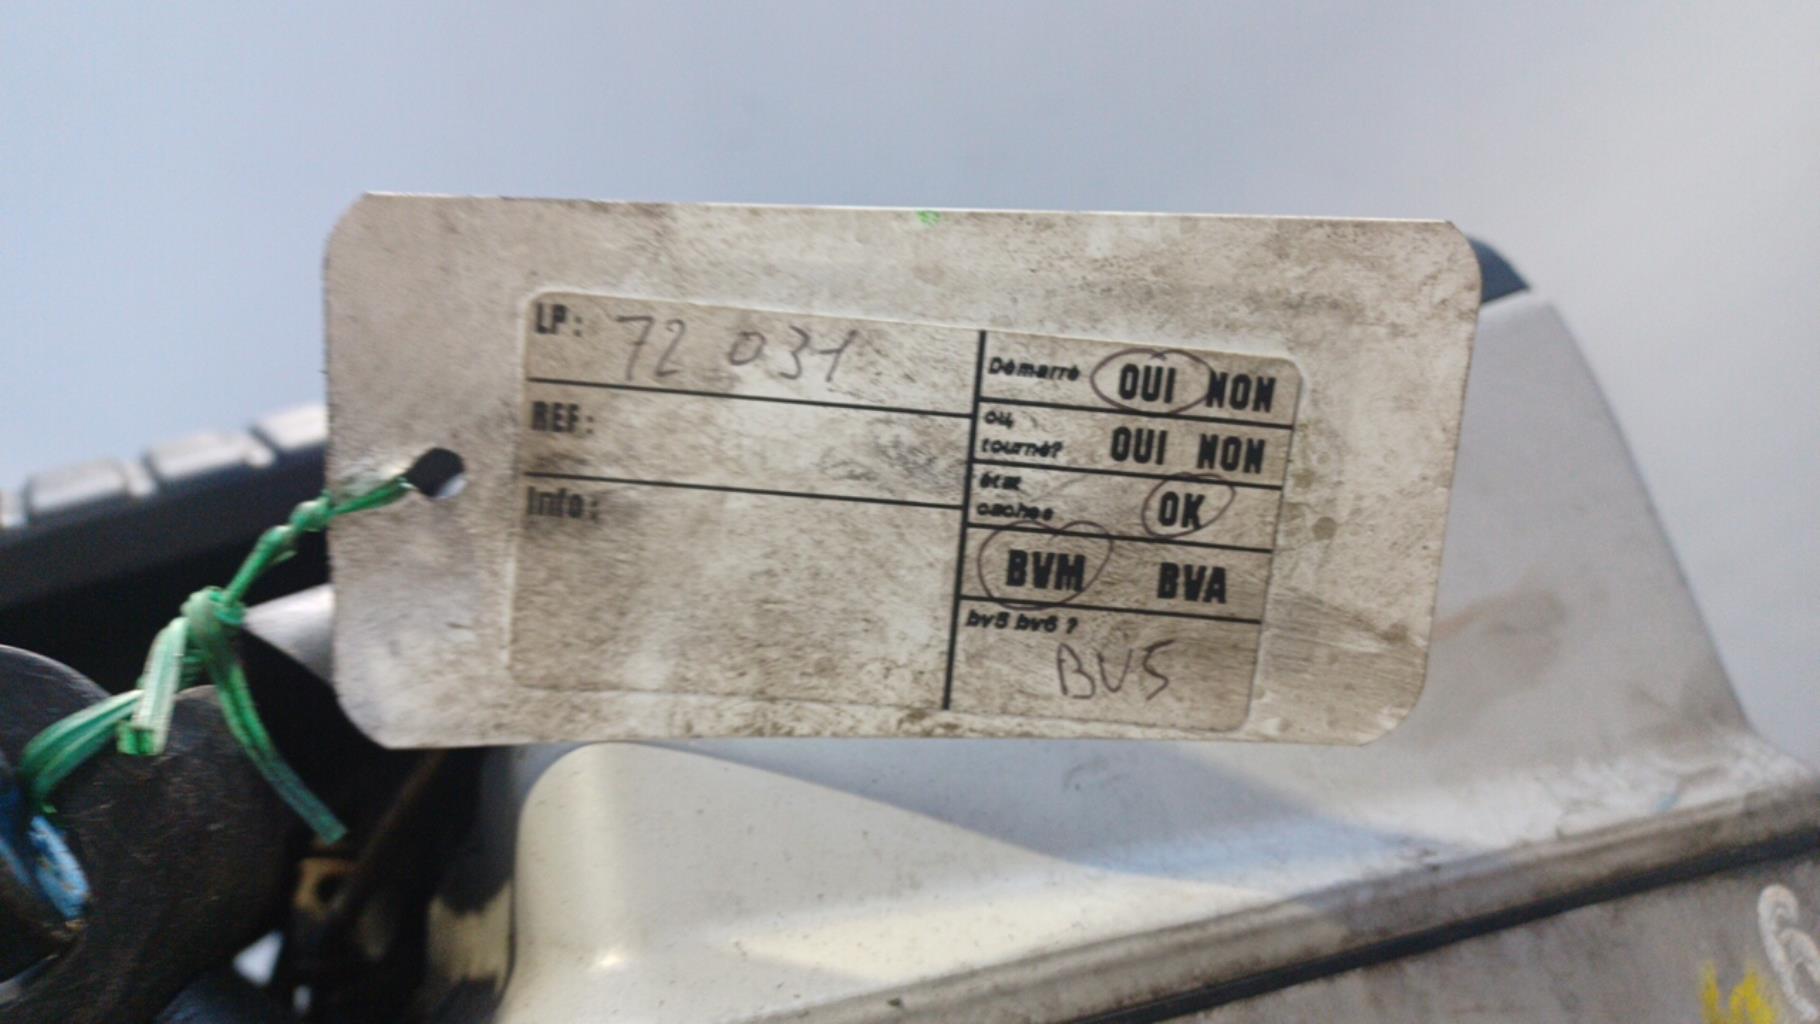 LP: 72 031
REF:
Info:
Démarré OUI NON
ou
tourné? OUI NON
état
caches OK
BVM BVA
bv5 bv6 ?
BV5